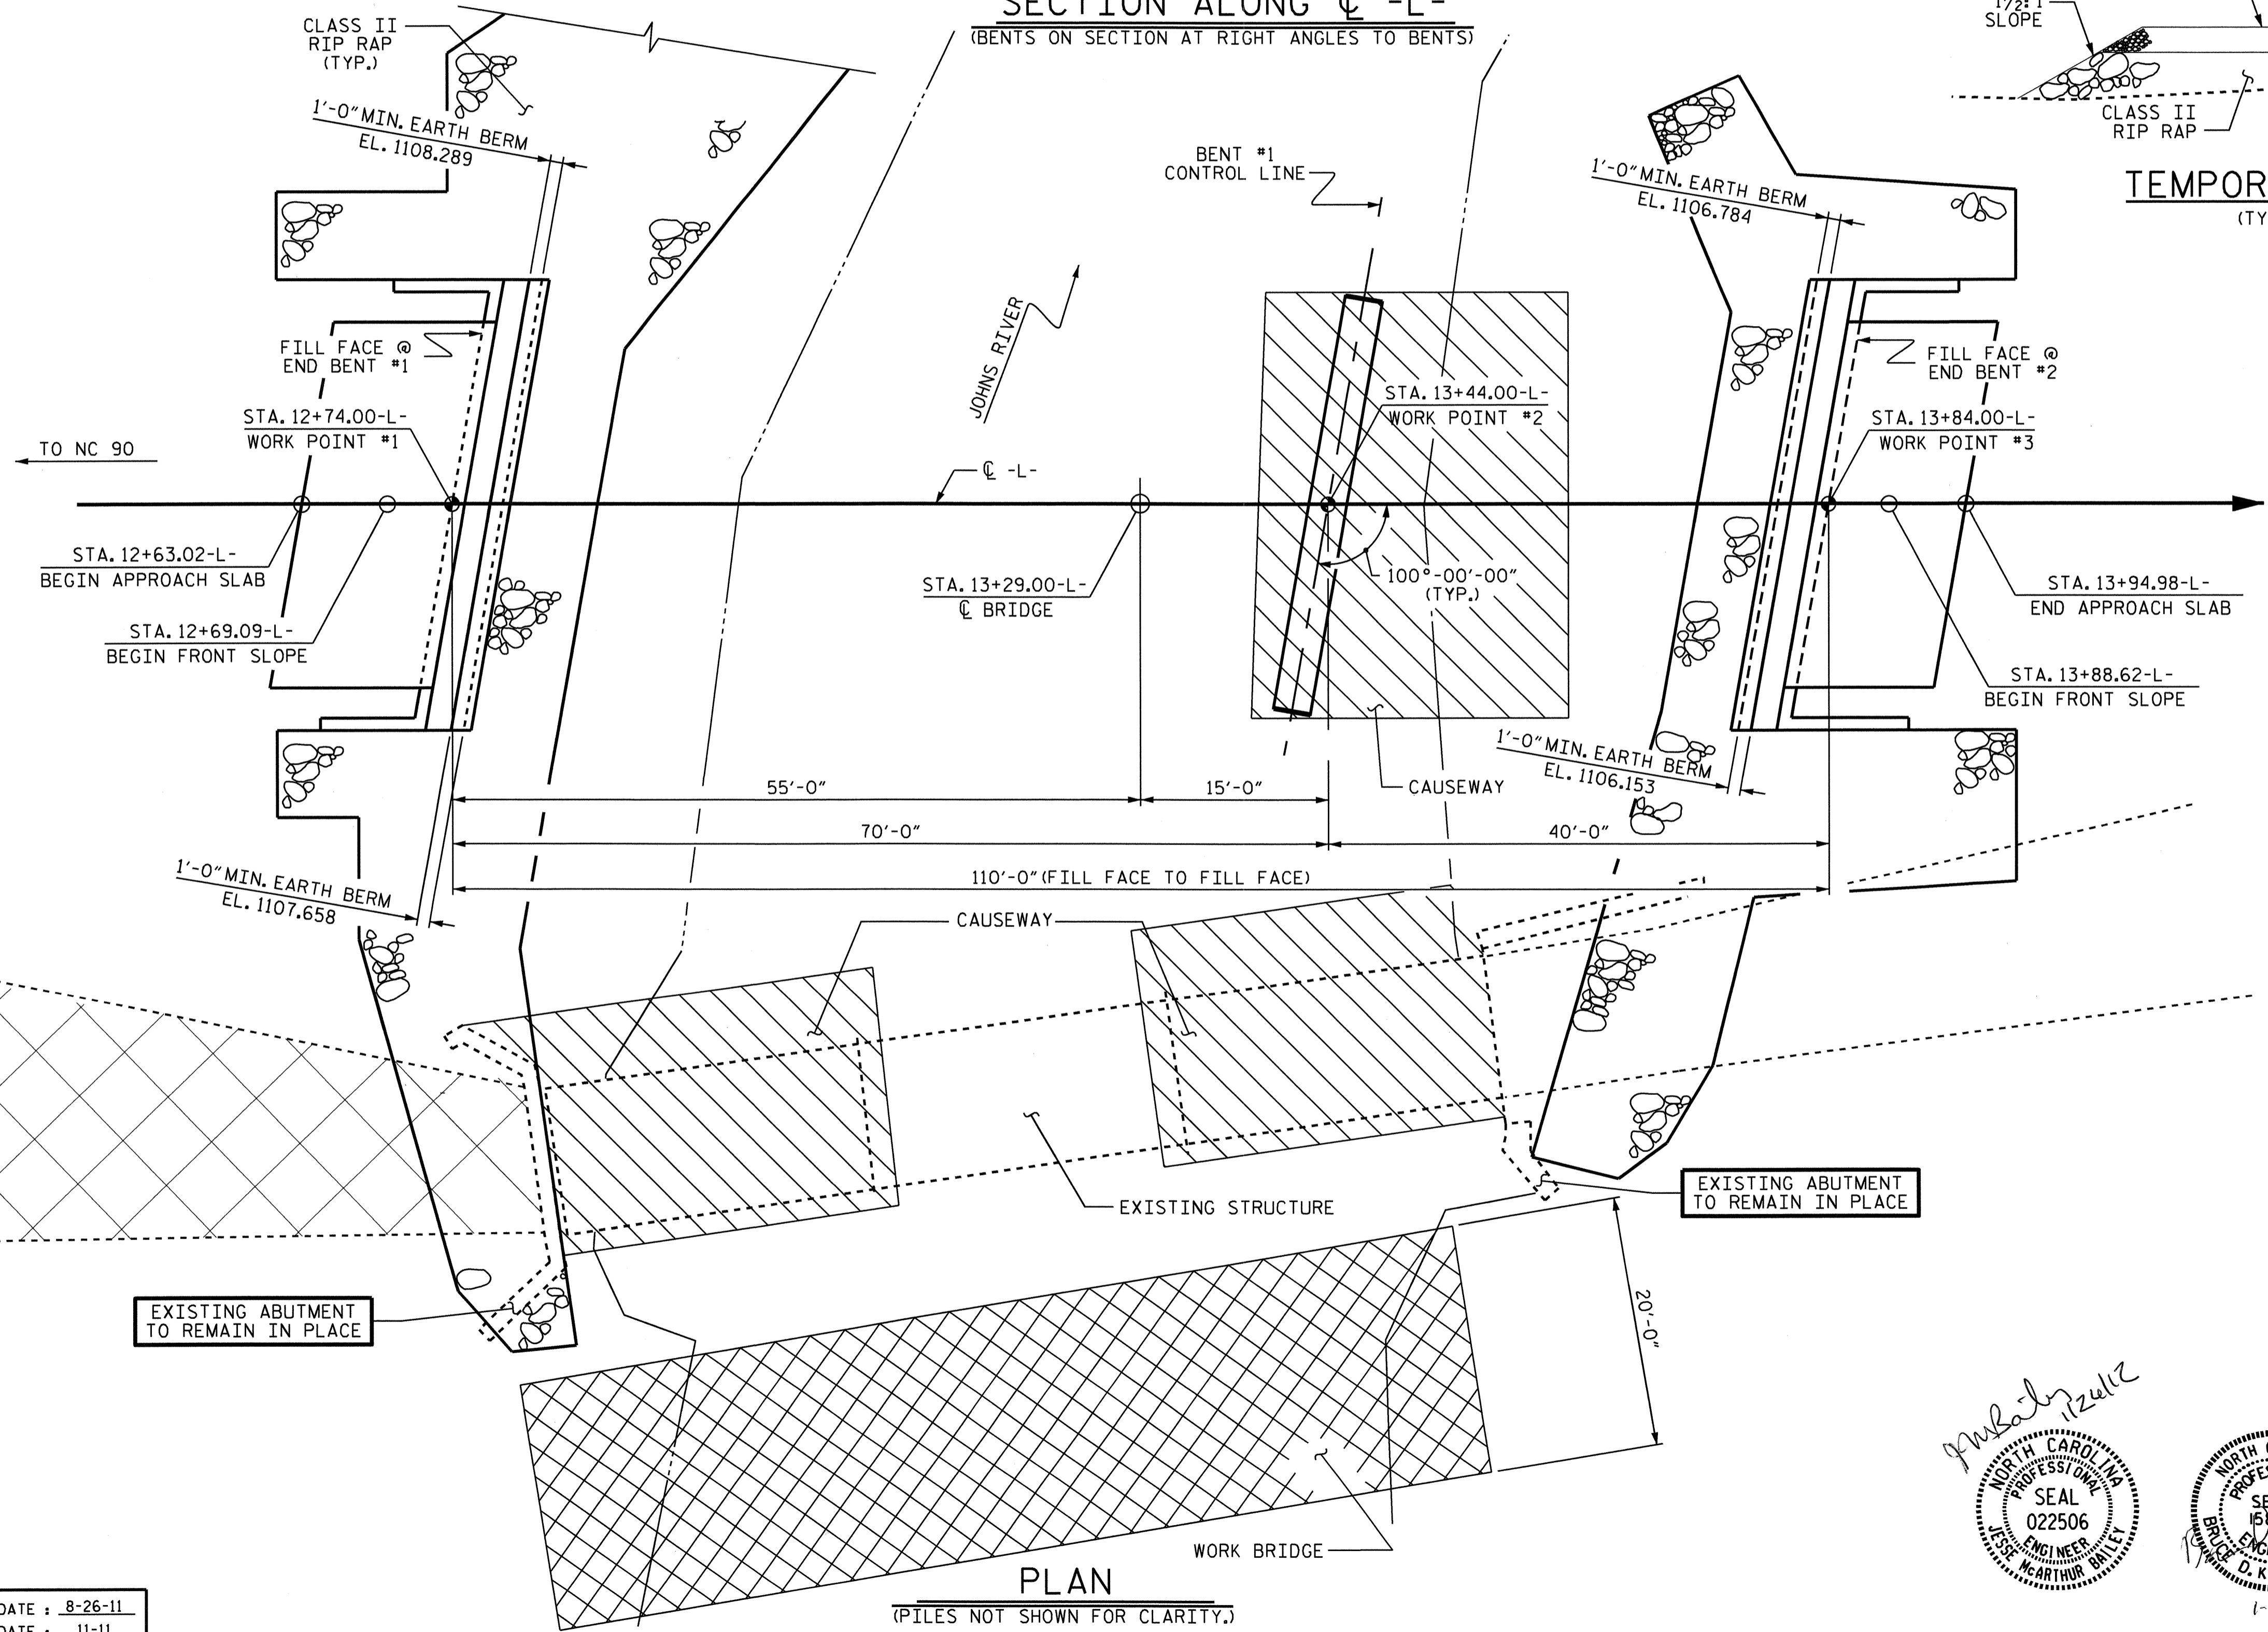 SECTION ALONG ℄ -L-
(BENTS ON SECTION AT RIGHT ANGLES TO BENTS)
CLASS II
RIP RAP
(TYP.)
1'-0" MIN. EARTH BERM
EL. 1108.289
1½:1
SLOPE
CLASS II
RIP RAP
TEMPOR
(TY
BENT #1
CONTROL LINE
1'-0" MIN. EARTH BERM
EL. 1106.784
JOHNS RIVER
FILL FACE @
END BENT #1
FILL FACE @
END BENT #2
STA. 12+74.00-L-
WORK POINT #1
STA. 13+44.00-L-
WORK POINT #2
STA. 13+84.00-L-
WORK POINT #3
TO NC 90
℄ -L-
STA. 12+63.02-L-
BEGIN APPROACH SLAB
STA. 13+29.00-L-
℄ BRIDGE
100°-00'-00"
(TYP.)
STA. 13+94.98-L-
END APPROACH SLAB
STA. 12+69.09-L-
BEGIN FRONT SLOPE
STA. 13+88.62-L-
BEGIN FRONT SLOPE
1'-0" MIN. EARTH BERM
EL. 1106.153
55'-0"
15'-0"
CAUSEWAY
70'-0"
40'-0"
110'-0" (FILL FACE TO FILL FACE)
1'-0" MIN. EARTH BERM
EL. 1107.658
CAUSEWAY
EXISTING STRUCTURE
EXISTING ABUTMENT
TO REMAIN IN PLACE
EXISTING ABUTMENT
TO REMAIN IN PLACE
20'-0"
WORK BRIDGE
PLAN
(PILES NOT SHOWN FOR CLARITY.)
NORTH CAROLINA
PROFESSIONAL
SEAL
022506
ENGINEER
JESSE McARTHUR BAILEY
NORTH
BRUCE D. K
DATE : 8-26-11
DATE : 11-11